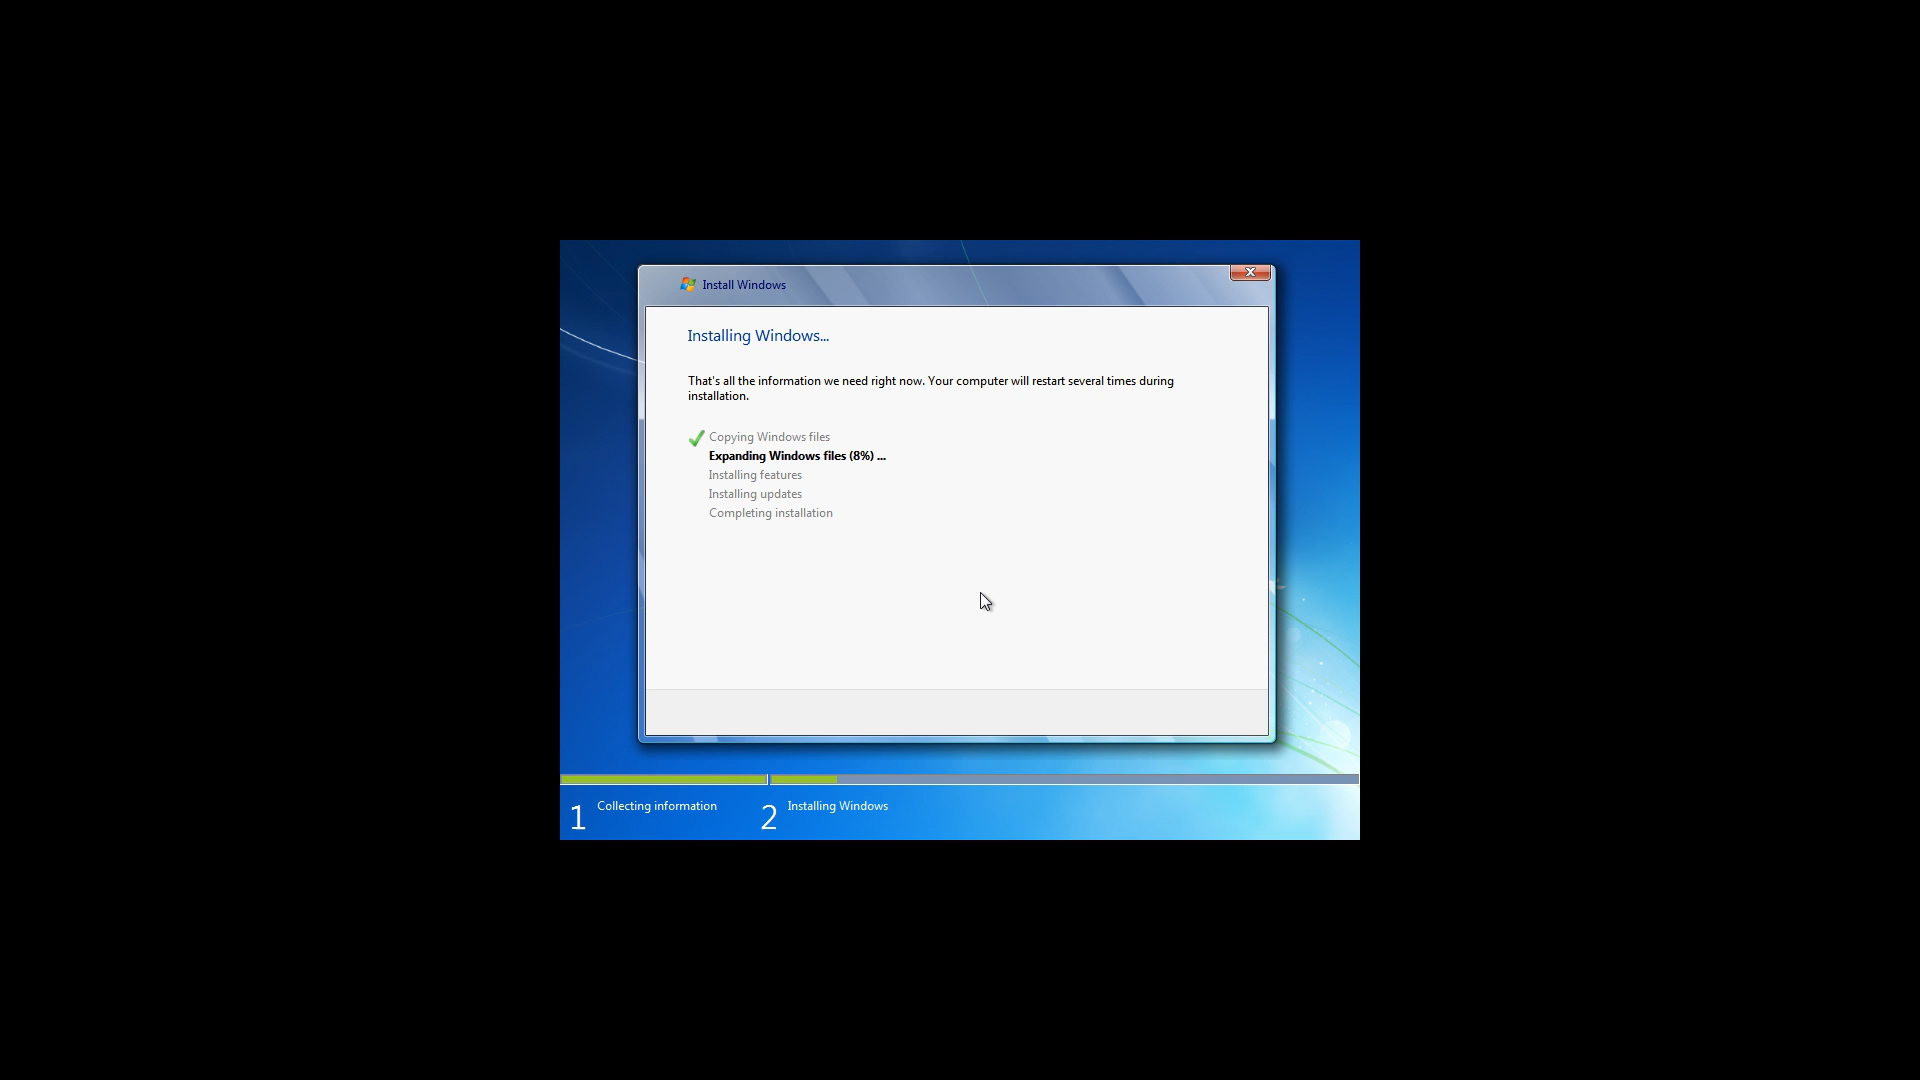 Install Windows
Installing Windows...
That's all the information we need right now. Your computer will restart several times during
installation.
Copying Windows files
Expanding Windows files (8%) ...
Installing features
Installing updates
Completing installation
1 Collecting information
2 Installing Windows